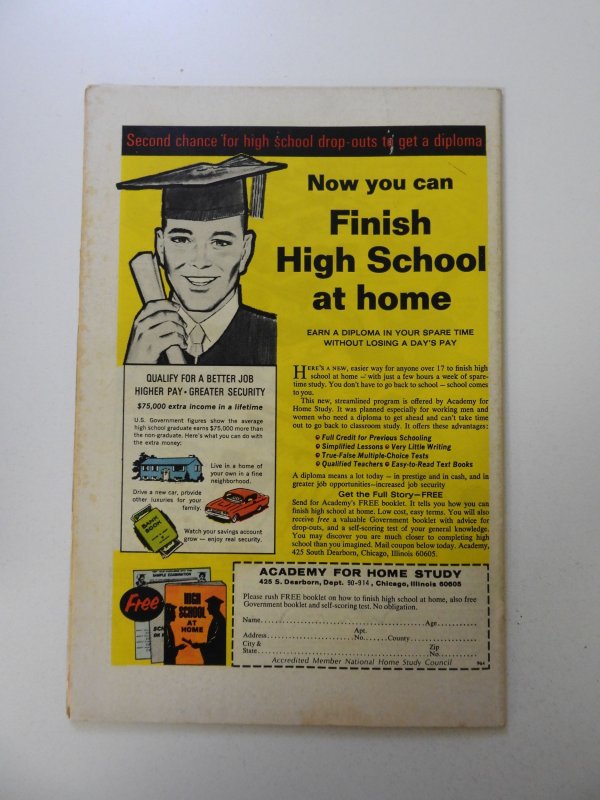 Second chance for high school drop-outs to get a diploma
Now you can
Finish
High School
at home
EARN A DIPLOMA IN YOUR SPARE TIME
WITHOUT LOSING A DAY'S PAY
QUALIFY FOR A BETTER JOB
HIGHER PAY • GREATER SECURITY
$75,000 extra income in a lifetime
U.S. Government figures show the average
high school graduate earns $75,000 more than
the non-graduate. Here's what you can do with
the extra money:
Live in a home of
your own in a fine
neighborhood.
Drive a new car, provide
other luxuries for your
family.
BANK
BOOK
Watch your savings account
grow — enjoy real security.
HERE'S A NEW, easier way for anyone over 17 to finish high
school at home — with just a few hours a week of spare-
time study. You don't have to go back to school — school comes
to you.
This new, streamlined program is offered by Academy for
Home Study. It was planned especially for working men and
women who need a diploma to get ahead and can't take time
out to go back to classroom study. It offers these advantages:
Full Credit for Previous Schooling
Simplified Lessons Very Little Writing
True-False Multiple-Choice Tests
Qualified Teachers Easy-to-Read Text Books
A diploma means a lot today — in prestige and in cash, and in
greater job opportunities—increased job security
Get the Full Story—FREE
Send for Academy's FREE booklet. It tells you how you can
finish high school at home. Low cost, easy terms. You will also
receive free a valuable Government booklet with advice for
drop-outs, and a self-scoring test of your general knowledge.
You may discover you are much closer to completing high
school than you imagined. Mail coupon below today. Academy,
425 South Dearborn, Chicago, Illinois 60605.
Free
SAMPLE EXAMINATION
HIGH
SCHOOL
AT
HOME
ACADEMY FOR HOME STUDY
425 S. Dearborn, Dept. 90-914, Chicago, Illinois 60605
Please rush FREE booklet on how to finish high school at home, also free
Government booklet and self-scoring test. No obligation.
Name Age
Address Apt. No. County
City & State Zip No.
Accredited Member National Home Study Council